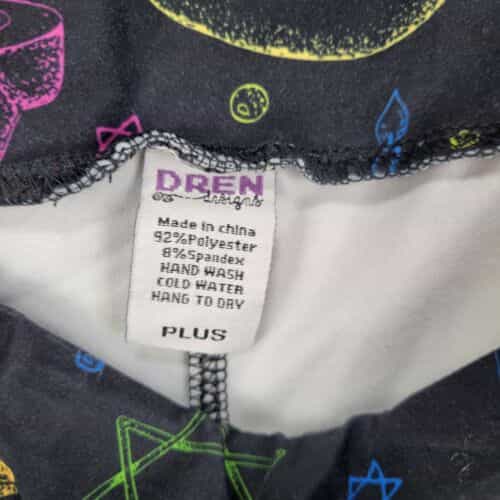 DREN
designs
Made in china
92%Polyester
8%Spandex
HAND WASH
COLD WATER
HANG TO DRY
PLUS